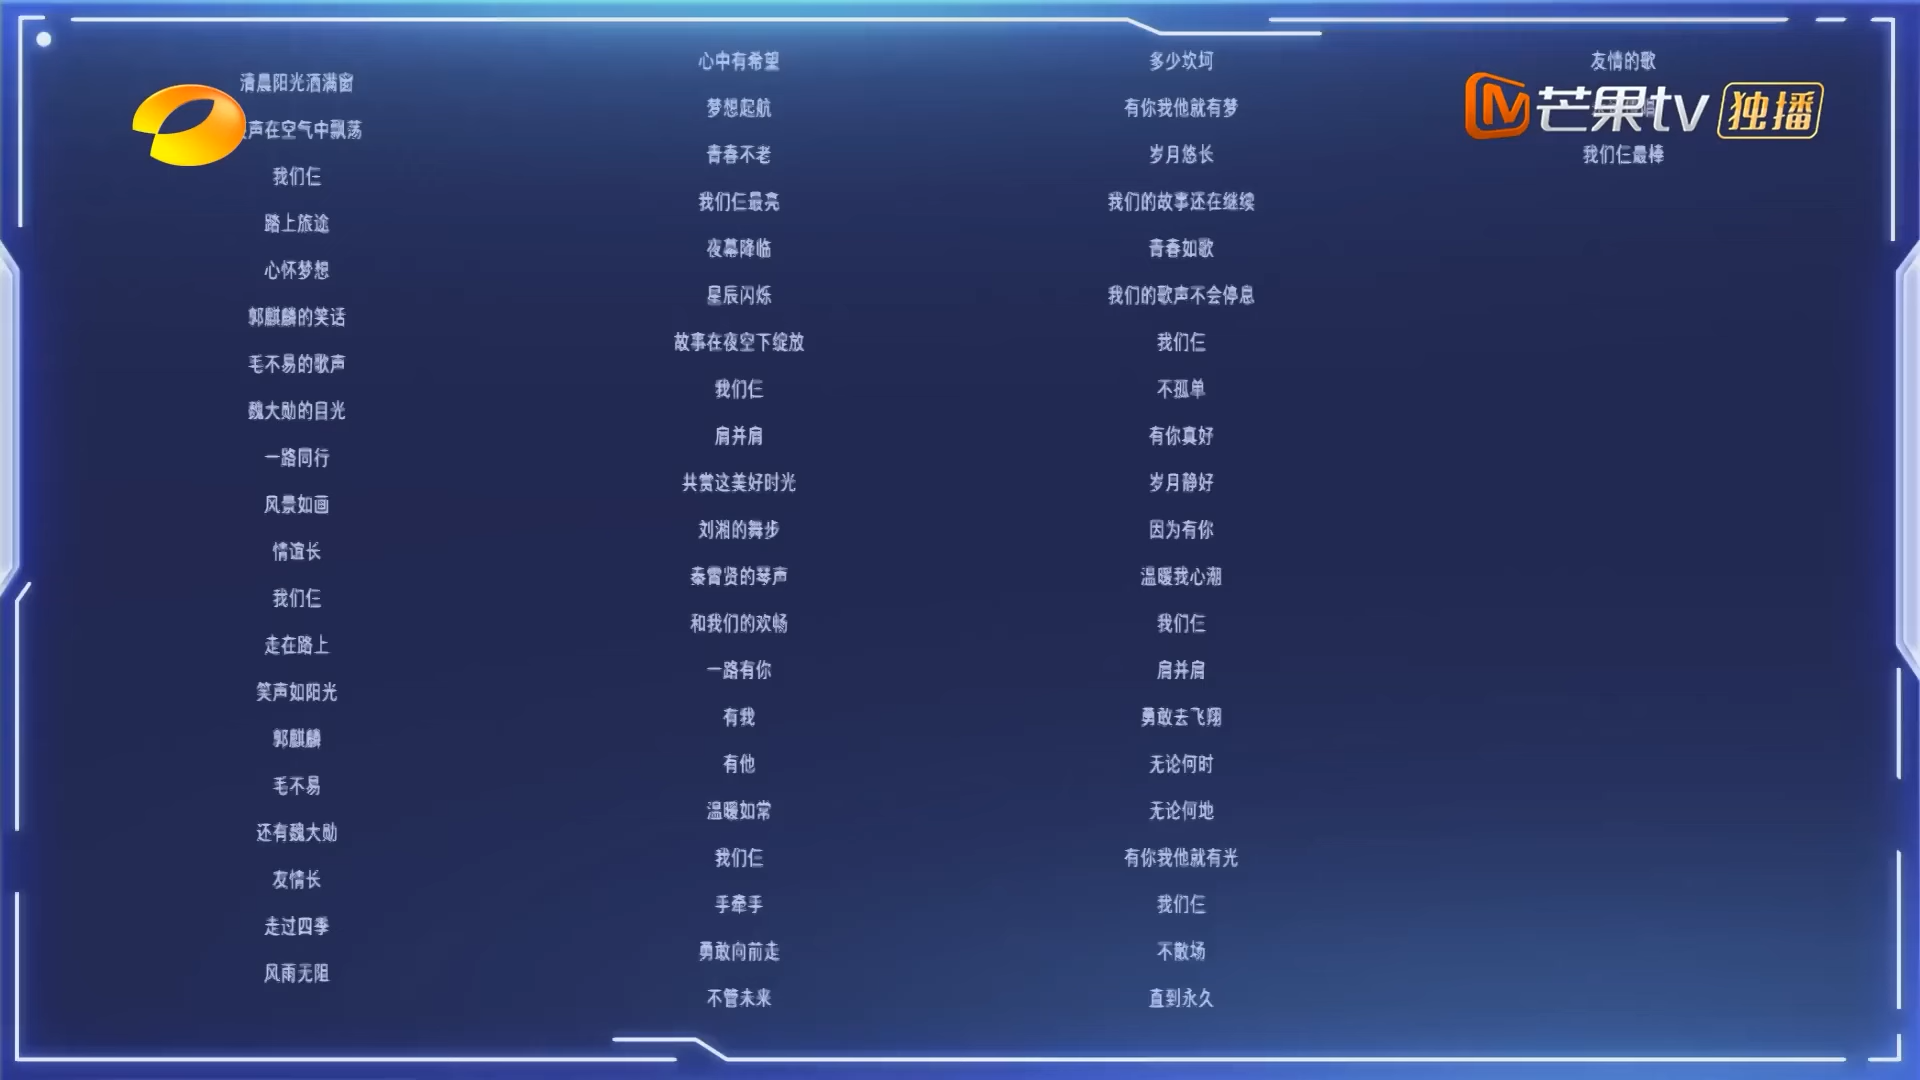 清晨阳光洒满窗
声在空气中飘荡
我们仨
踏上旅途
心怀梦想
郭麒麟的笑话
毛不易的歌声
魏大勋的目光
一路同行
风景如画
情谊长
我们仨
走在路上
笑声如阳光
郭麒麟
毛不易
还有魏大勋
友情长
走过四季
风雨无阻
心中有希望
梦想起航
青春不老
我们仨最亮
夜幕降临
星辰闪烁
故事在夜空下绽放
我们仨
肩并肩
共赏这美好时光
刘湘的舞步
秦霄贤的琴声
和我们的欢畅
一路有你
有我
有他
温暖如常
我们仨
手牵手
勇敢向前走
不管未来
多少坎坷
有你我他就有梦
岁月悠长
我们的故事还在继续
青春如歌
我们的歌声不会停息
我们仨
不孤单
有你真好
岁月静好
因为有你
温暖我心潮
我们仨
肩并肩
勇敢去飞翔
无论何时
无论何地
有你我他就有光
我们仨
不散场
直到永久
友情的歌
我们仨最棒
芒果tv 独播